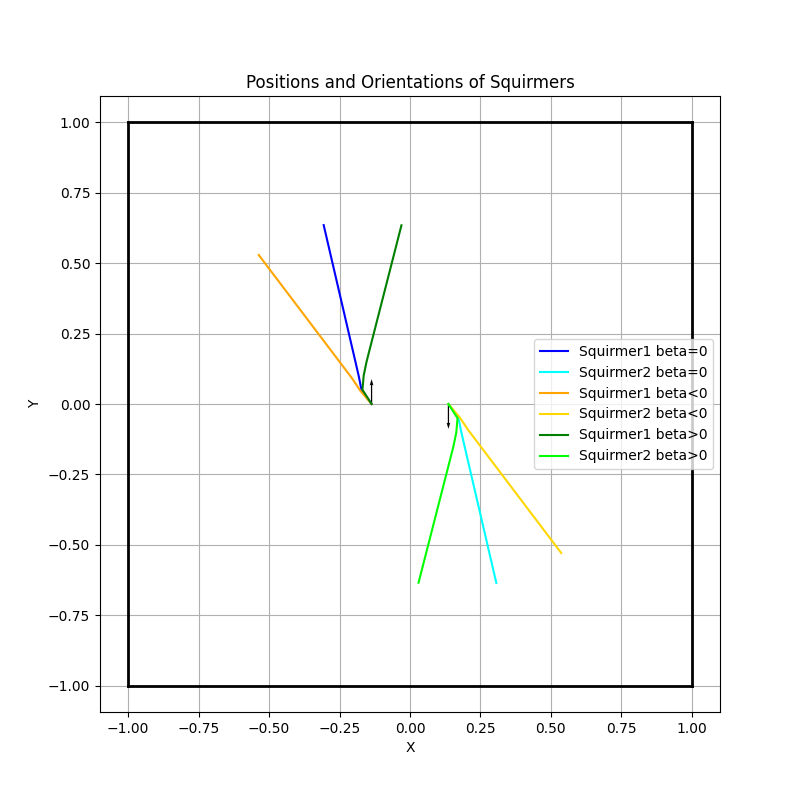 Positions and Orientations of Squirmers
1.00
0.75
0.50
0.25
0.00
−0.25
−0.50
−0.75
−1.00
Y
Squirmer1 beta=0
Squirmer2 beta=0
Squirmer1 beta<0
Squirmer2 beta<0
Squirmer1 beta>0
Squirmer2 beta>0
−1.00 −0.75 −0.50 −0.25 0.00 0.25 0.50 0.75 1.00
X